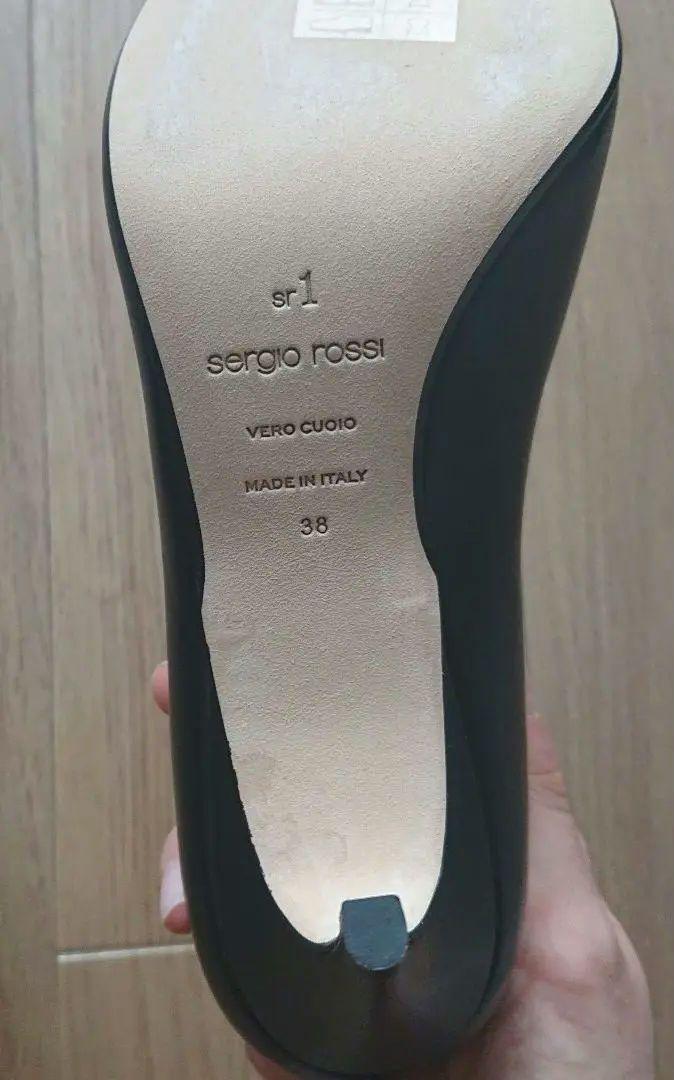 sr1
sergio rossi
VERO CUOIO
MADE IN ITALY
38